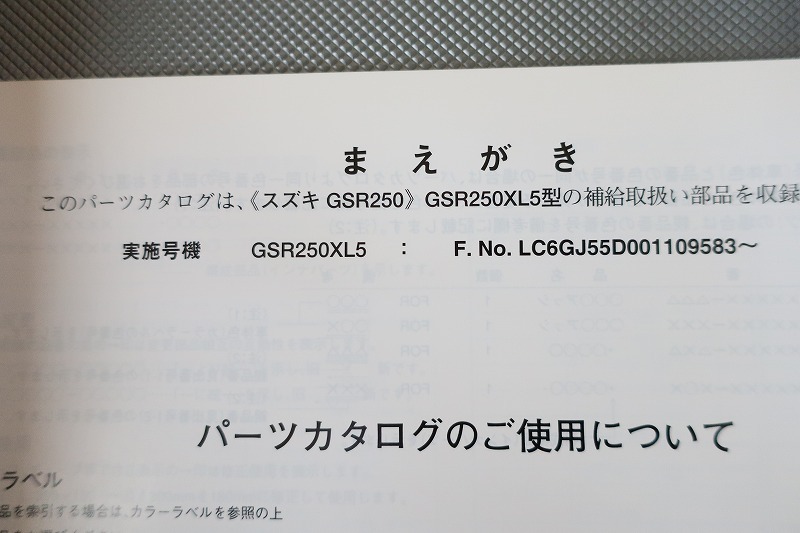 まえがき
このパーツカタログは、《スズキ GSR250》GSR250XL5型の補給取扱い部品を収録
実施号機 GSR250XL5 : F. No. LC6GJ55D001109583～
パーツカタログのご使用について
ラベル
品を索引する場合は、カラーラベルを参照の上